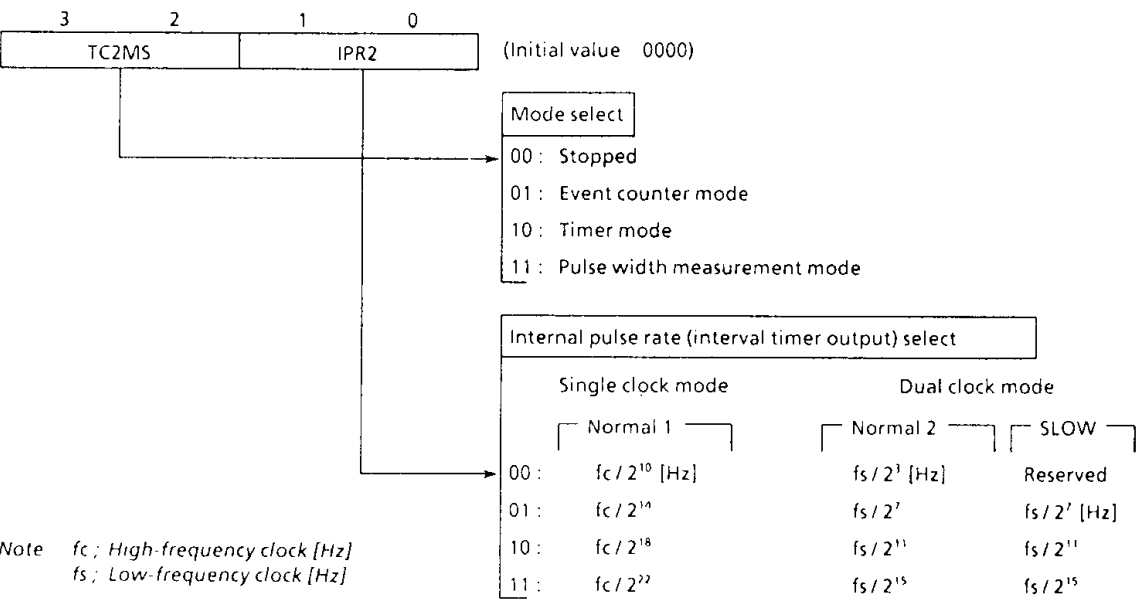 3 2 1 0
TC2MS IPR2 (Initial value 0000)
Mode select
00 : Stopped
01 : Event counter mode
10 : Timer mode
11 : Pulse width measurement mode
Internal pulse rate (interval timer output) select
Single clock mode Dual clock mode
Normal 1 Normal 2 SLOW
00 : fc / 2¹⁰ [Hz] fs / 2³ [Hz] Reserved
01 : fc / 2¹⁴ fs / 2⁷ fs / 2⁷ [Hz]
10 : fc / 2¹⁸ fs / 2¹¹ fs / 2¹¹
11 : fc / 2²² fs / 2¹⁵ fs / 2¹⁵
Note fc ; High-frequency clock [Hz]
fs ; Low-frequency clock [Hz]